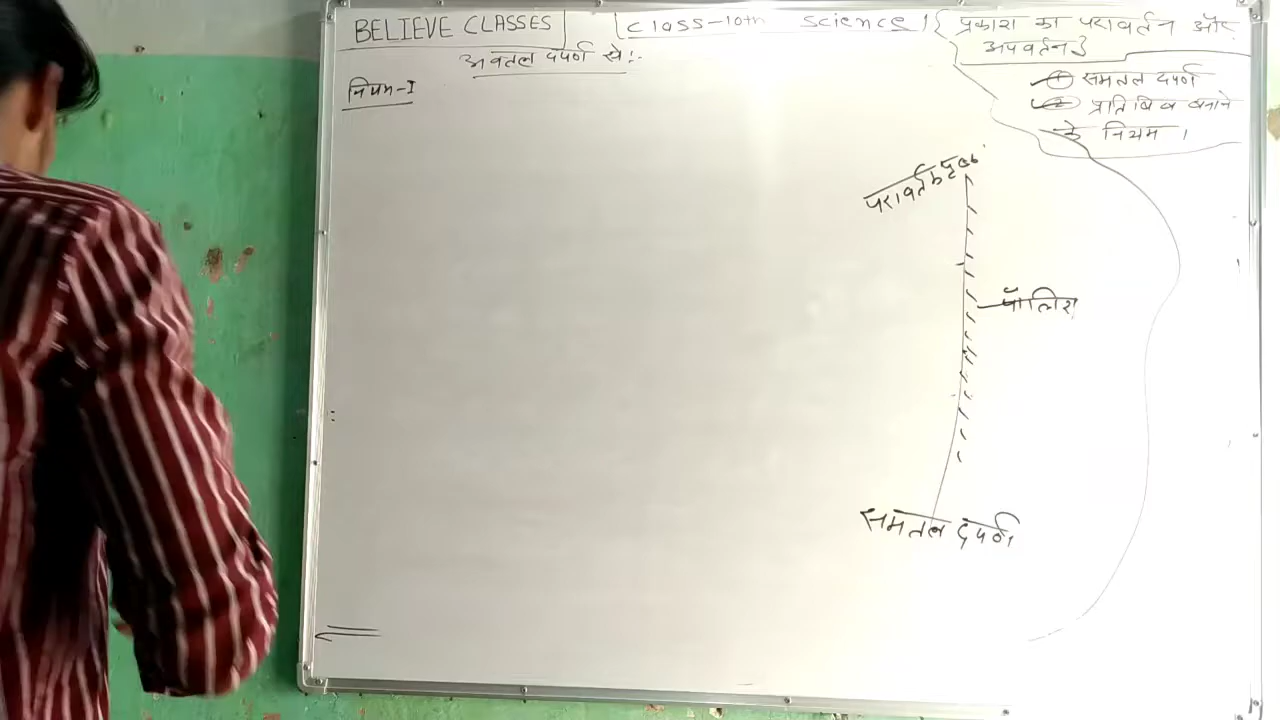 BELIEVE CLASSES
Class-10th Science
{ प्रकाश का परावर्तन और
अपवर्तन }
अवतल दर्पण से:-
नियम-I
① समतल दर्पण
② प्रतिबिंब बनाने
के नियम।
परावर्तक पृष्ठ
पॉलिश
समतल दर्पण